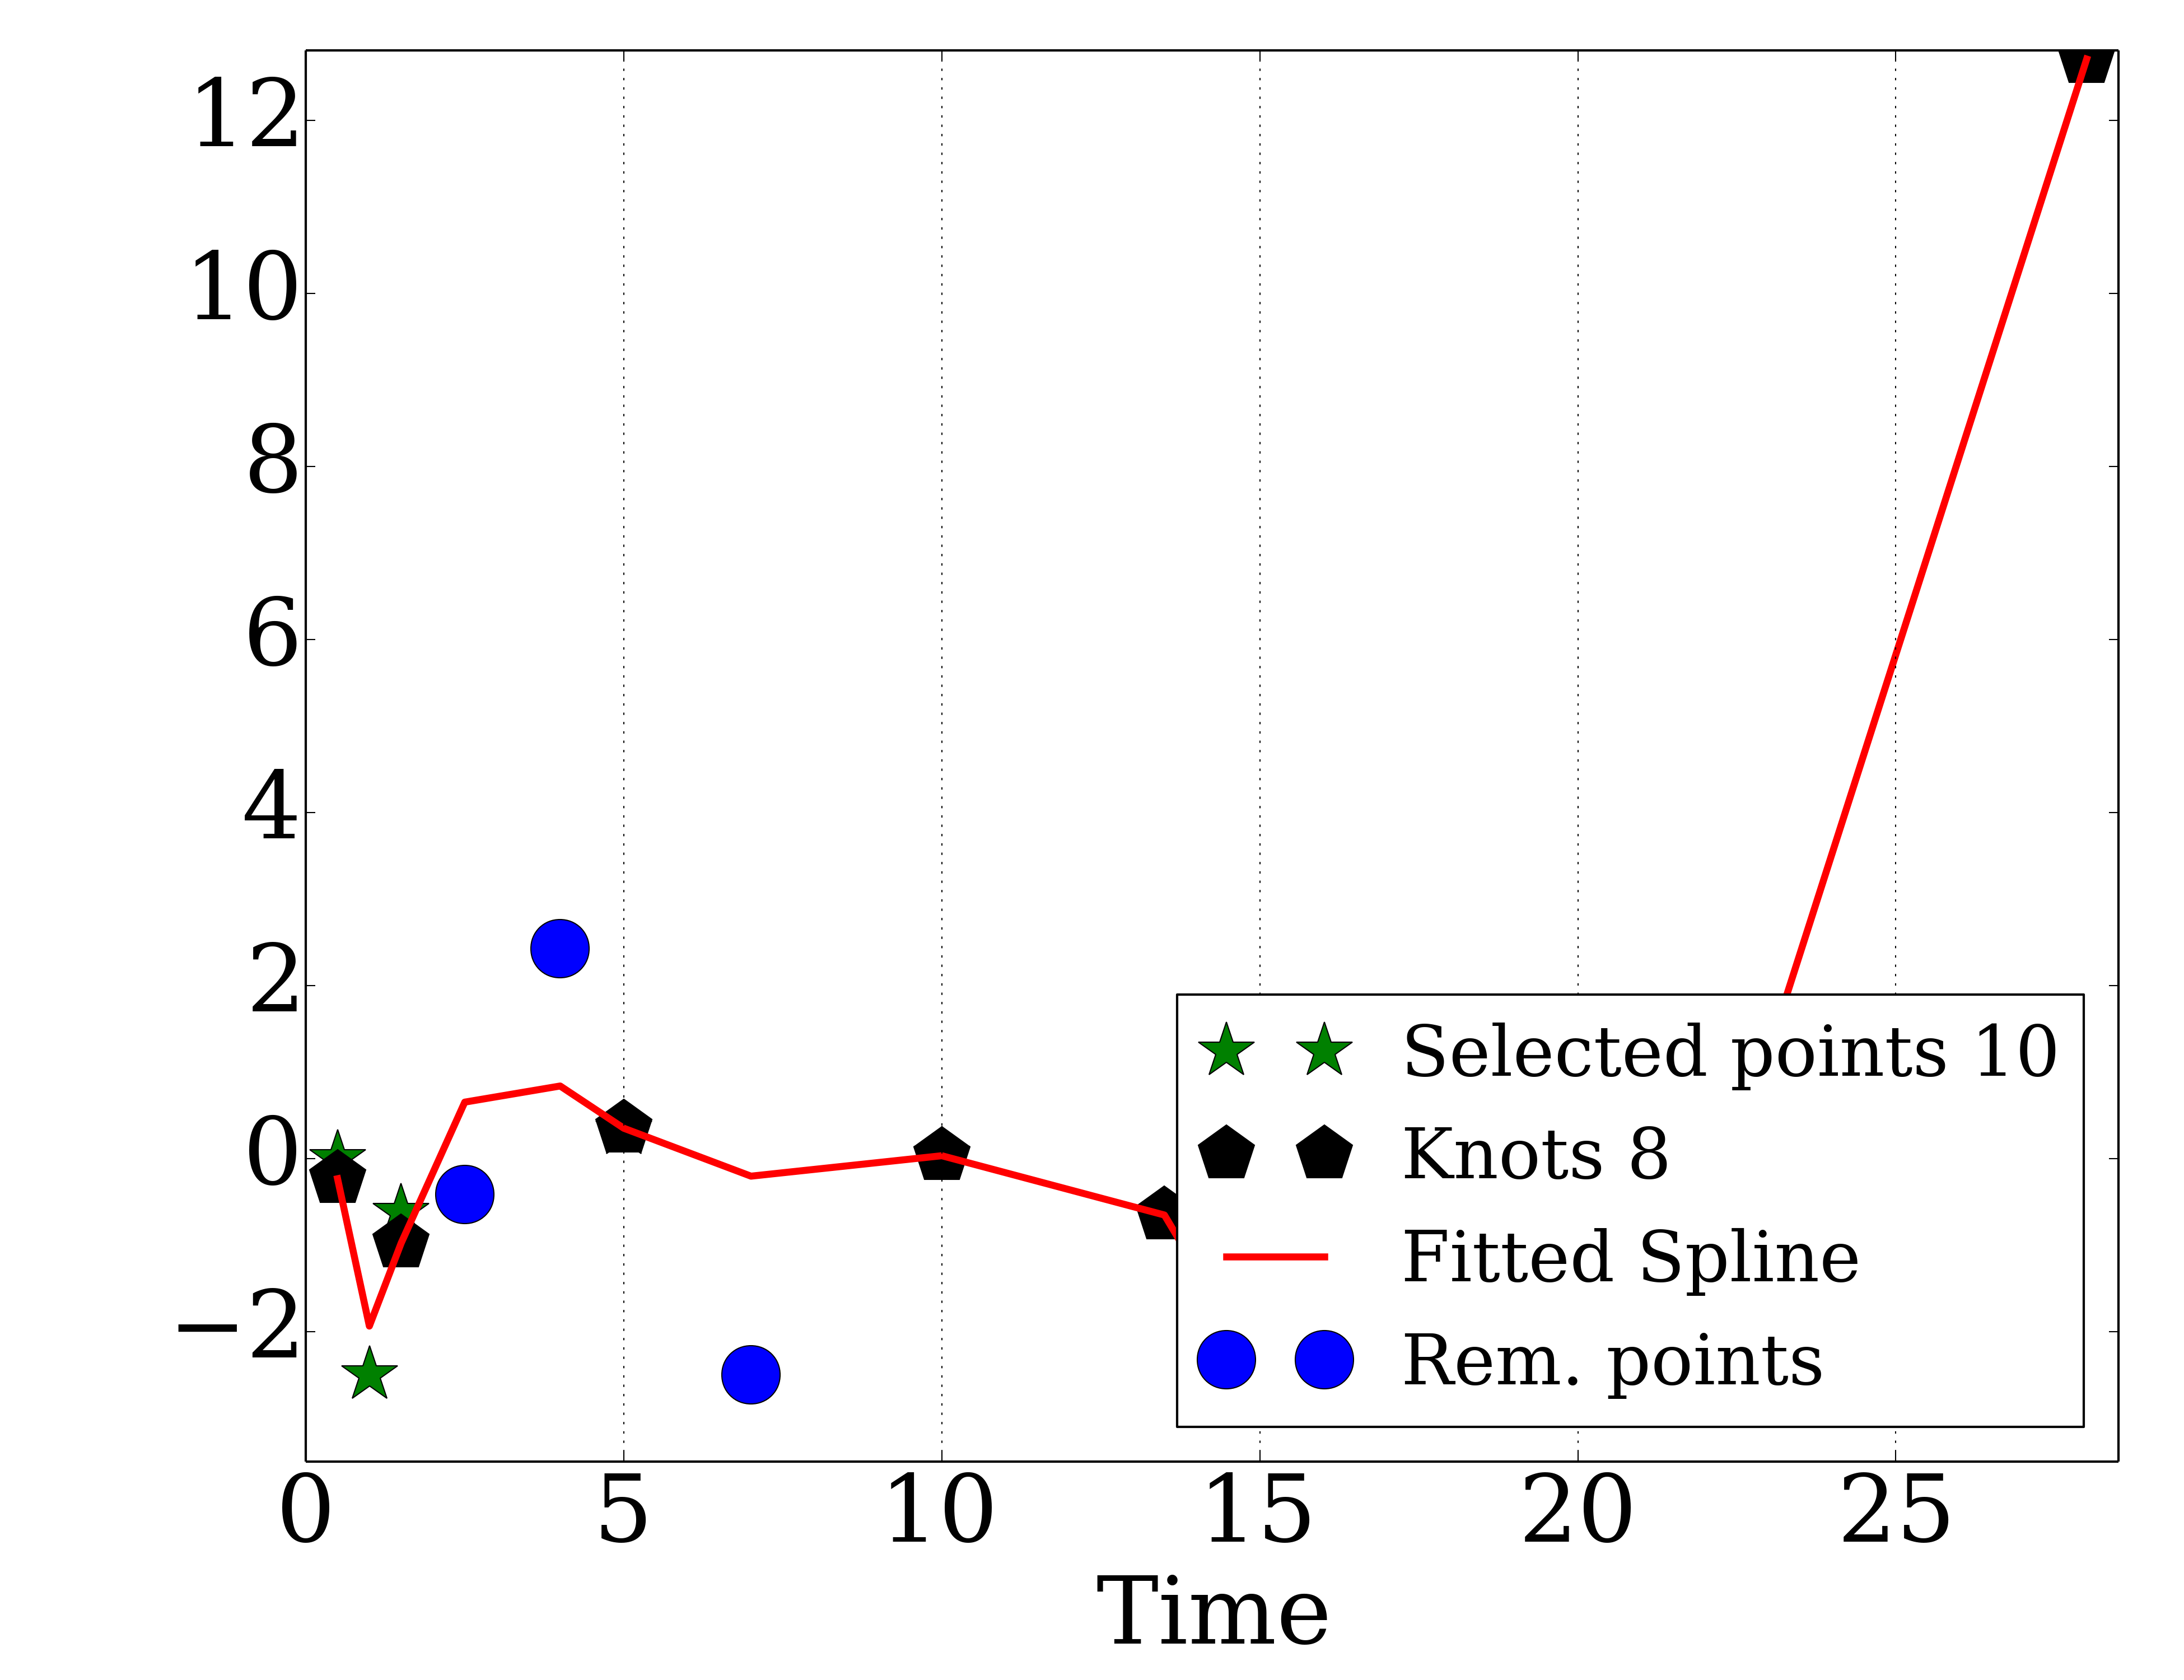 12
10
8
6
4
2
0
−2
Selected points 10
Knots 8
Fitted Spline
Rem. points
0 5 10 15 20 25
Time